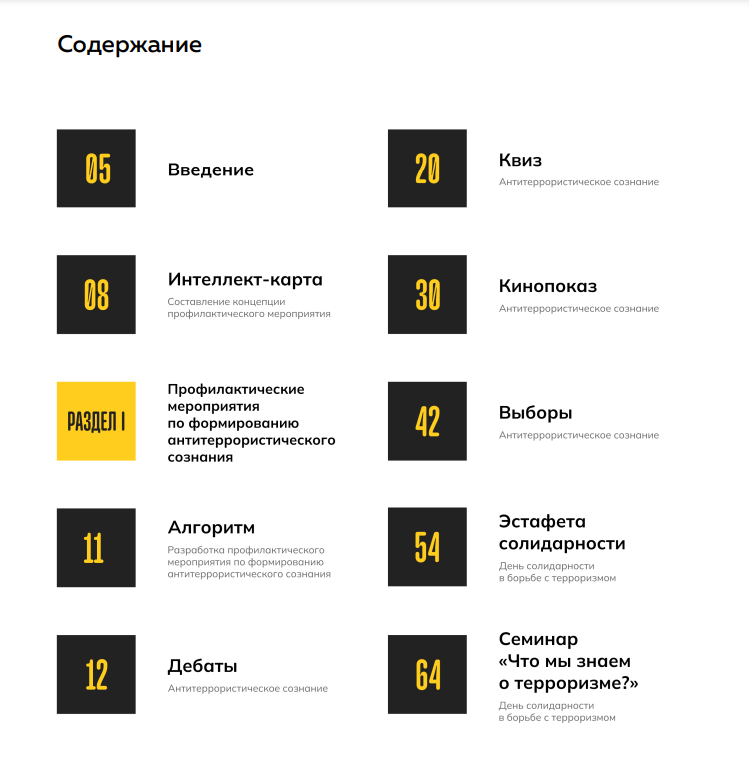 Содержание
05
Введение
08
Интеллект-карта
Составление концепции
профилактического мероприятия
РАЗДЕЛ I
Профилактические
мероприятия
по формированию
антитеррористического
сознания
11
Алгоритм
Разработка профилактического
мероприятия по формированию
антитеррористического сознания
12
Дебаты
Антитеррористическое сознание
20
Квиз
Антитеррористическое сознание
30
Кинопоказ
Антитеррористическое сознание
42
Выборы
Антитеррористическое сознание
54
Эстафета
солидарности
День солидарности
в борьбе с терроризмом
64
Семинар
«Что мы знаем
о терроризме?»
День солидарности
в борьбе с терроризмом